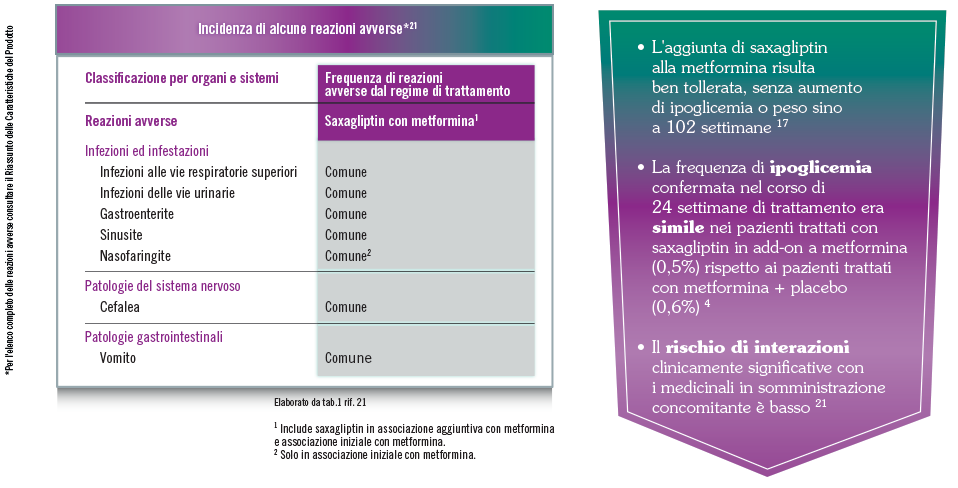 *Per l'elenco completo delle reazioni avverse consultare il Riassunto delle Caratteristiche del Prodotto
Incidenza di alcune reazioni avverse*21
Classificazione per organi e sistemi
Frequenza di reazioni
avverse dal regime di trattamento
Reazioni avverse
Saxagliptin con metformina1
Infezioni ed infestazioni
Infezioni alle vie respiratorie superiori Comune
Infezioni delle vie urinarie Comune
Gastroenterite Comune
Sinusite Comune
Nasofaringite Comune2
Patologie del sistema nervoso
Cefalea Comune
Patologie gastrointestinali
Vomito Comune
Elaborato da tab.1 rif. 21
1 Include saxagliptin in associazione aggiuntiva con metformina
e associazione iniziale con metformina.
2 Solo in associazione iniziale con metformina.
• L'aggiunta di saxagliptin
alla metformina risulta
ben tollerata, senza aumento
di ipoglicemia o peso sino
a 102 settimane 17
• La frequenza di ipoglicemia
confermata nel corso di
24 settimane di trattamento era
simile nei pazienti trattati con
saxagliptin in add-on a metformina
(0,5%) rispetto ai pazienti trattati
con metformina + placebo
(0,6%) 4
• Il rischio di interazioni
clinicamente significative con
i medicinali in somministrazione
concomitante è basso 21